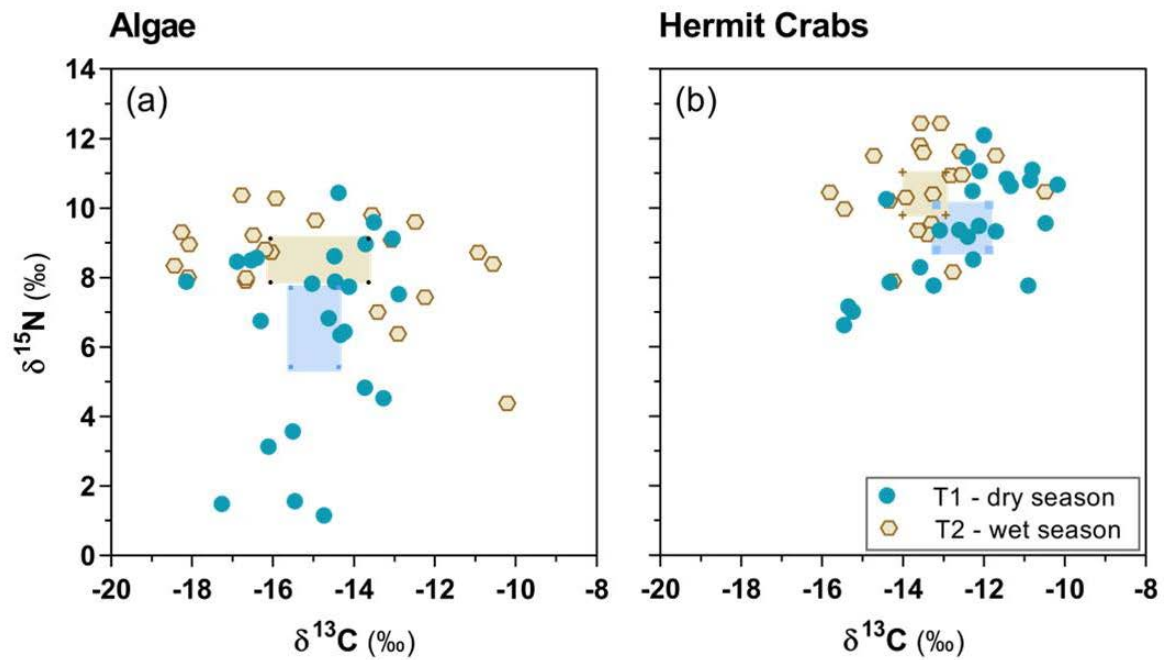 Algae
Hermit Crabs
(a)
(b)
14
12
10
8
6
4
2
0
δ¹⁵N (‰)
-20 -18 -16 -14 -12 -10 -8
-20 -18 -16 -14 -12 -10 -8
δ¹³C (‰)
δ¹³C (‰)
T1 - dry season
T2 - wet season